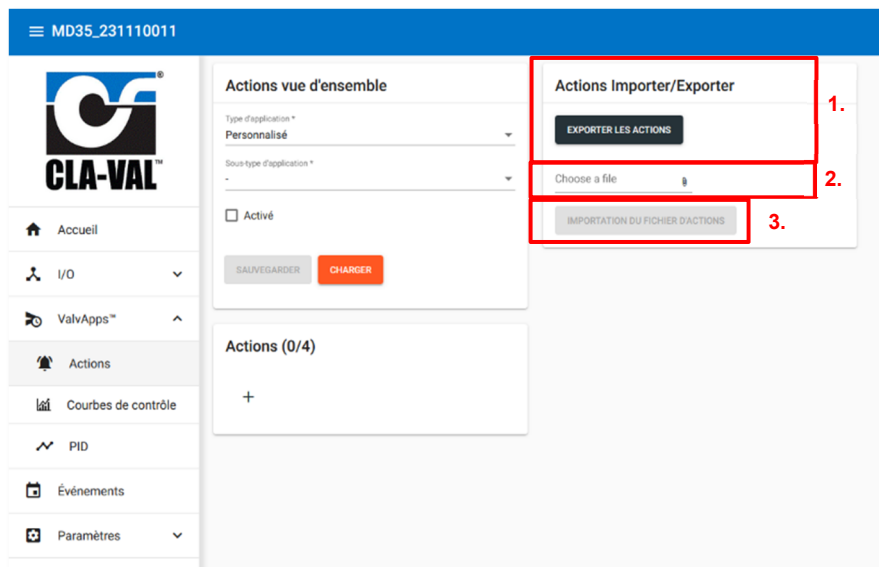 MD35_231110011
CLA-VAL™
®
Accueil
I/O
ValvApps™
Actions
Courbes de contrôle
PID
Événements
Paramètres
Actions vue d'ensemble
Type d'application *
Personnalisé
Sous-type d'application *
-
Activé
SAUVEGARDER
CHARGER
Actions (0/4)
+
Actions Importer/Exporter
1.
EXPORTER LES ACTIONS
Choose a file
2.
IMPORTATION DU FICHIER D'ACTIONS
3.